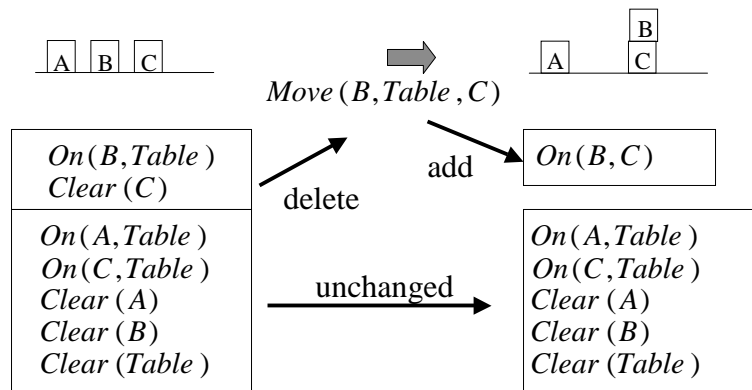 A B C
B
A C
Move(B,Table,C)
On(B,Table)
Clear(C)
delete
add
On(B,C)
On(A,Table)
On(C,Table)
Clear(A)
Clear(B)
Clear(Table)
unchanged
On(A,Table)
On(C,Table)
Clear(A)
Clear(B)
Clear(Table)